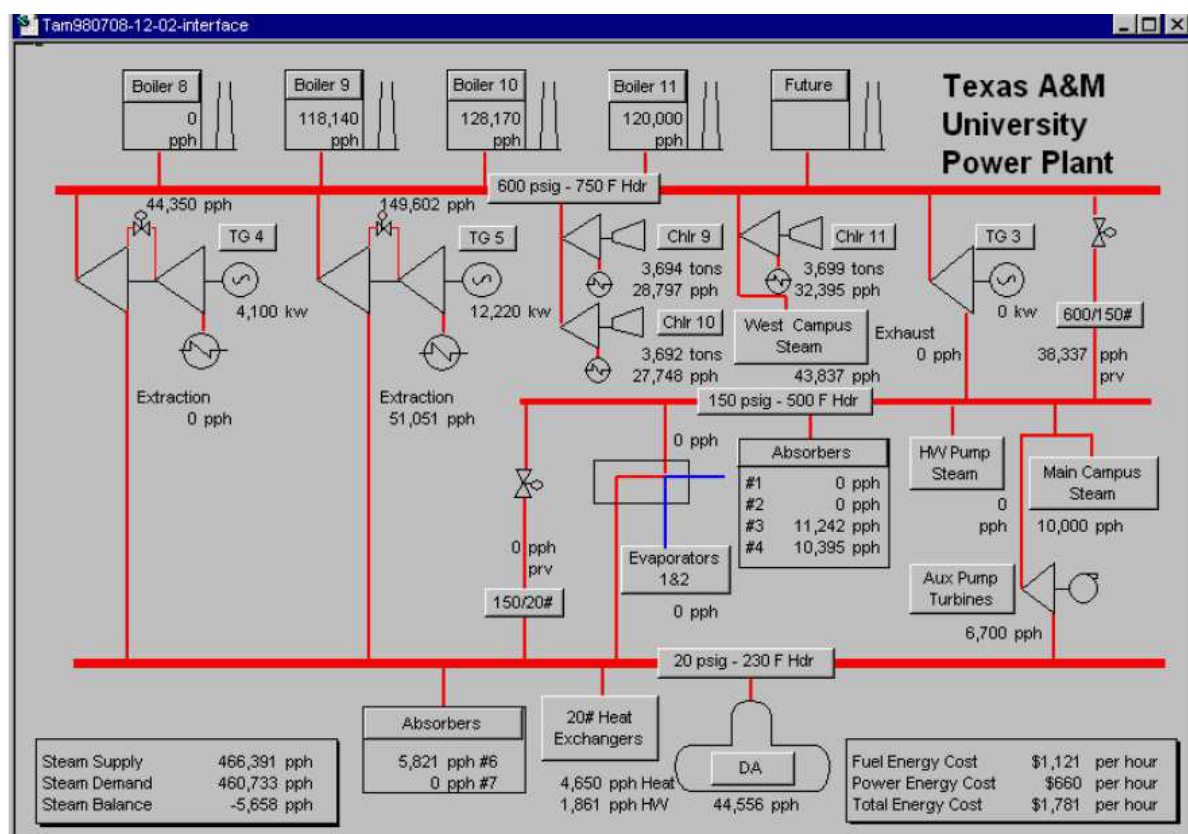 Tam980708-12-02-interface
Texas A&M
University
Power Plant
Boiler 8
0
pph
Boiler 9
118,140
pph
Boiler 10
128,170
pph
Boiler 11
120,000
pph
Future
600 psig - 750 F Hdr
44,350 pph
TG 4
4,100 kw
Extraction
0 pph
149,602 pph
TG 5
12,220 kw
Extraction
51,051 pph
Chlr 9
3,694 tons
28,797 pph
Chlr 10
3,692 tons
27,748 pph
Chlr 11
3,699 tons
32,395 pph
West Campus
Steam
43,837 pph
TG 3
0 kw
Exhaust
0 pph
600/150#
38,337 pph
prv
150 psig - 500 F Hdr
0 pph
prv
150/20#
0 pph
Evaporators
1&2
0 pph
Absorbers
#1 0 pph
#2 0 pph
#3 11,242 pph
#4 10,395 pph
HW Pump
Steam
0
pph
Main Campus
Steam
10,000 pph
Aux Pump
Turbines
6,700 pph
20 psig - 230 F Hdr
Absorbers
5,821 pph #6
0 pph #7
20# Heat
Exchangers
4,650 pph Heat
1,861 pph HW
DA
44,556 pph
Steam Supply 466,391 pph
Steam Demand 460,733 pph
Steam Balance -5,658 pph
Fuel Energy Cost $1,121 per hour
Power Energy Cost $660 per hour
Total Energy Cost $1,781 per hour